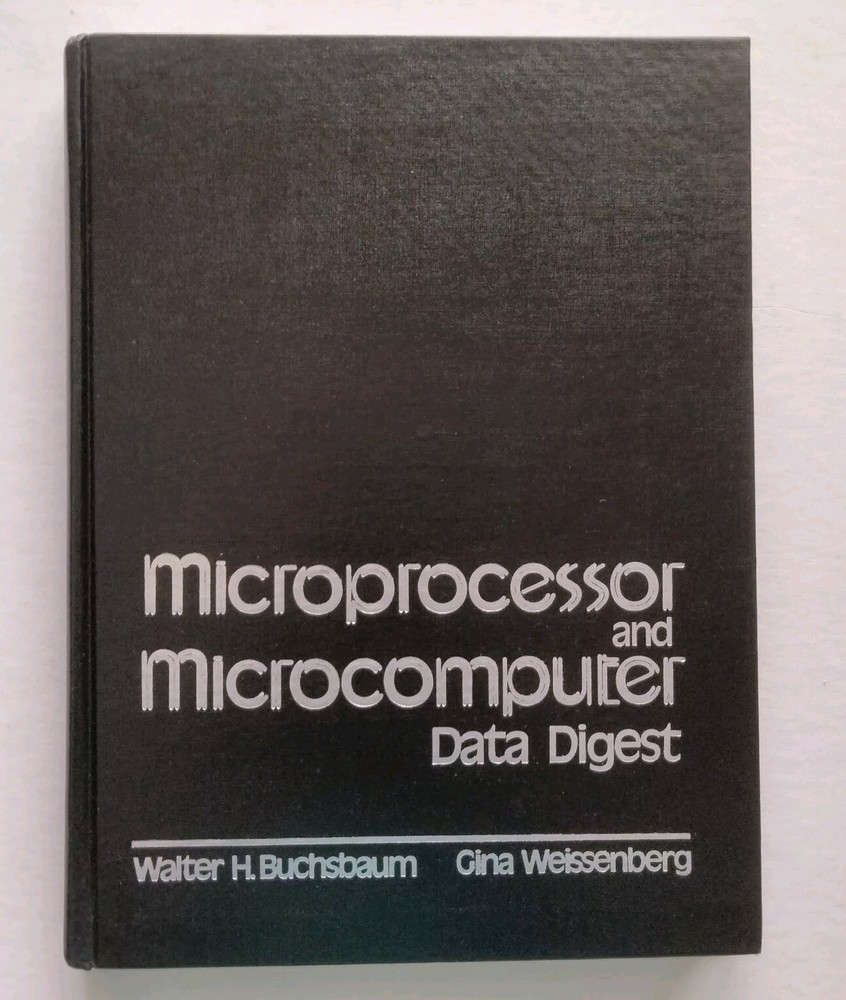 Microprocessor
and
Microcomputer
Data Digest
Walter H. Buchsbaum Gina Weissenberg